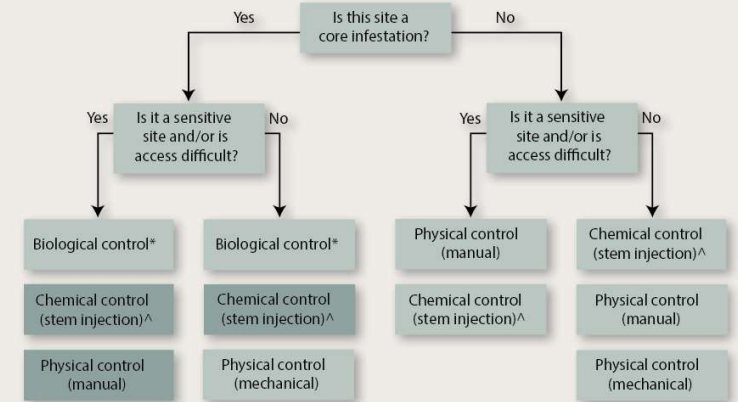 Yes
Is this site a
core infestation?
No
Yes
Is it a sensitive
site and/or is
access difficult?
No
Yes
Is it a sensitive
site and/or is
access difficult?
No
Biological control*
Biological control*
Physical control
(manual)
Chemical control
(stem injection)^
Chemical control
(stem injection)^
Chemical control
(stem injection)^
Chemical control
(stem injection)^
Physical control
(manual)
Physical control
(manual)
Physical control
(mechanical)
Physical control
(mechanical)